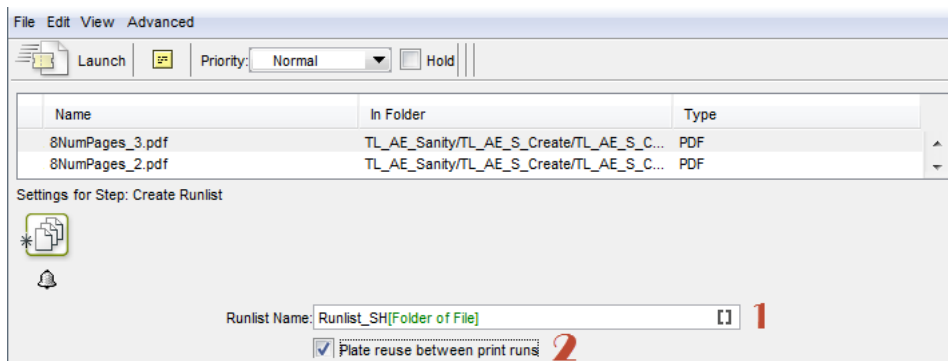 File Edit View Advanced
Launch Priority: Normal Hold
Name In Folder Type
8NumPages_3.pdf TL_AE_Sanity/TL_AE_S_Create/TL_AE_S_C... PDF
8NumPages_2.pdf TL_AE_Sanity/TL_AE_S_Create/TL_AE_S_C... PDF
Settings for Step: Create Runlist
Runlist Name: Runlist_SH[Folder of File] [] 1
Plate reuse between print runs 2